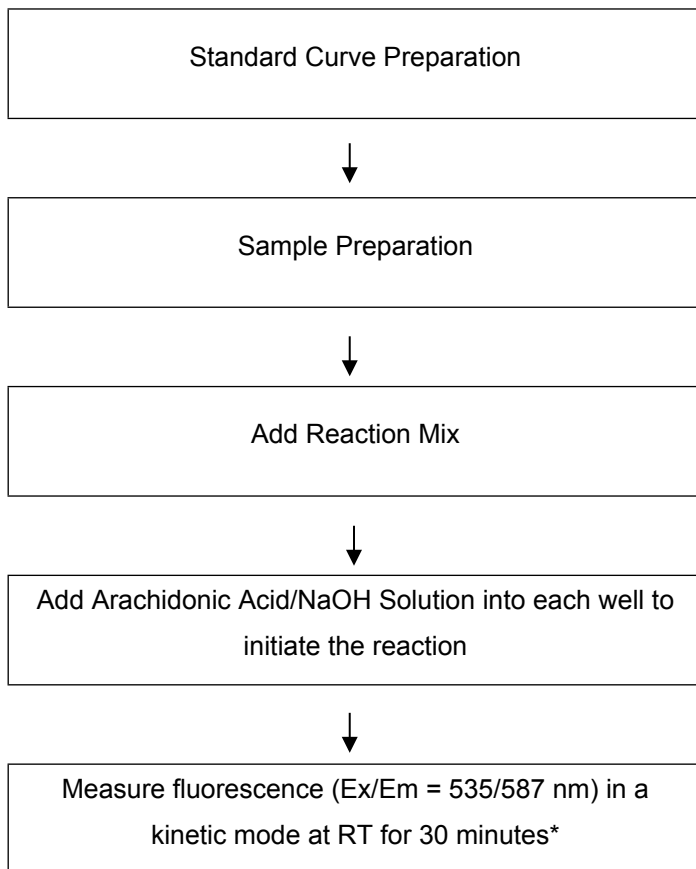 Standard Curve Preparation
Sample Preparation
Add Reaction Mix
Add Arachidonic Acid/NaOH Solution into each well to
initiate the reaction
Measure fluorescence (Ex/Em = 535/587 nm) in a
kinetic mode at RT for 30 minutes*